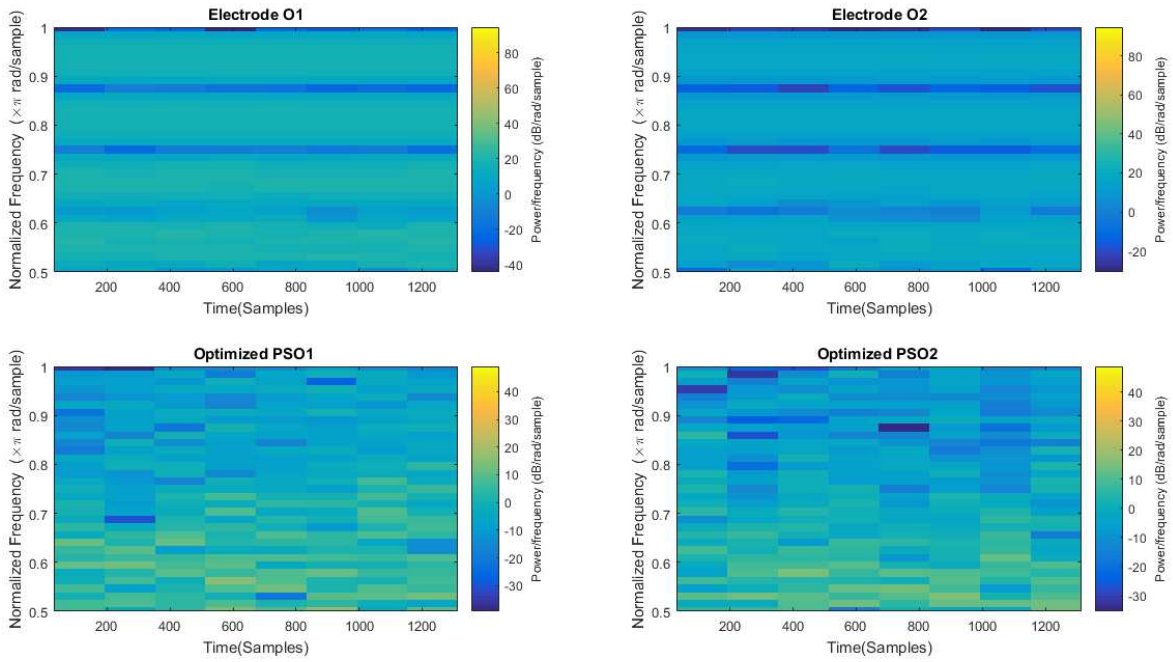 Electrode O1
Normalized Frequency (×π rad/sample)
1
0.9
0.8
0.7
0.6
0.5
200 400 600 800 1000 1200
Time(Samples)
80
60
40
20
0
-20
-40
Power/frequency (dB/rad/sample)
Electrode O2
Normalized Frequency (×π rad/sample)
1
0.9
0.8
0.7
0.6
0.5
200 400 600 800 1000 1200
Time(Samples)
80
60
40
20
0
-20
Power/frequency (dB/rad/sample)
Optimized PSO1
Normalized Frequency (×π rad/sample)
1
0.9
0.8
0.7
0.6
0.5
200 400 600 800 1000 1200
Time(Samples)
40
30
20
10
0
-10
-20
-30
Power/frequency (dB/rad/sample)
Optimized PSO2
Normalized Frequency (×π rad/sample)
1
0.9
0.8
0.7
0.6
0.5
200 400 600 800 1000 1200
Time(Samples)
40
30
20
10
0
-10
-20
-30
Power/frequency (dB/rad/sample)